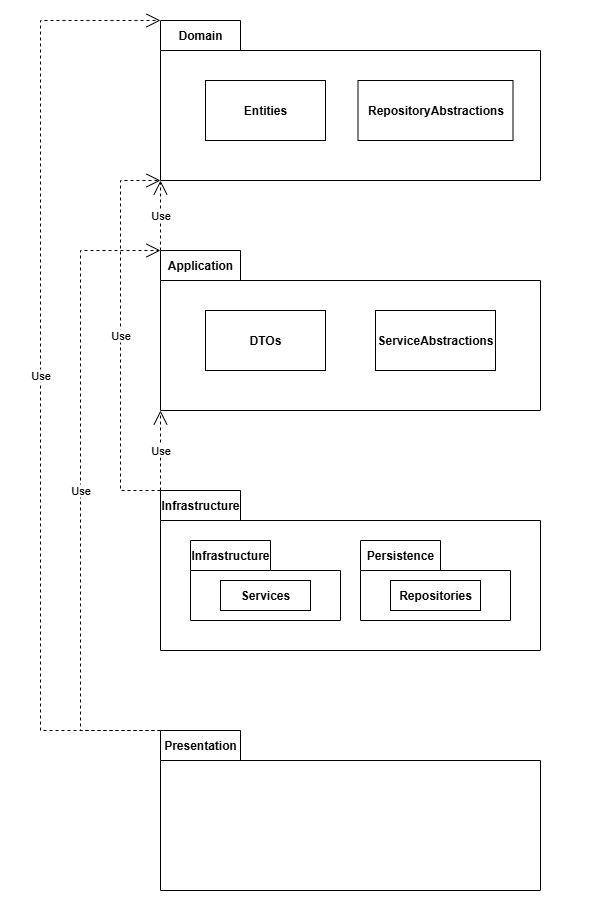 Domain
Entities
RepositoryAbstractions
Use
Application
Use
DTOs
ServiceAbstractions
Use
Use
Use
Infrastructure
Infrastructure
Persistence
Services
Repositories
Presentation